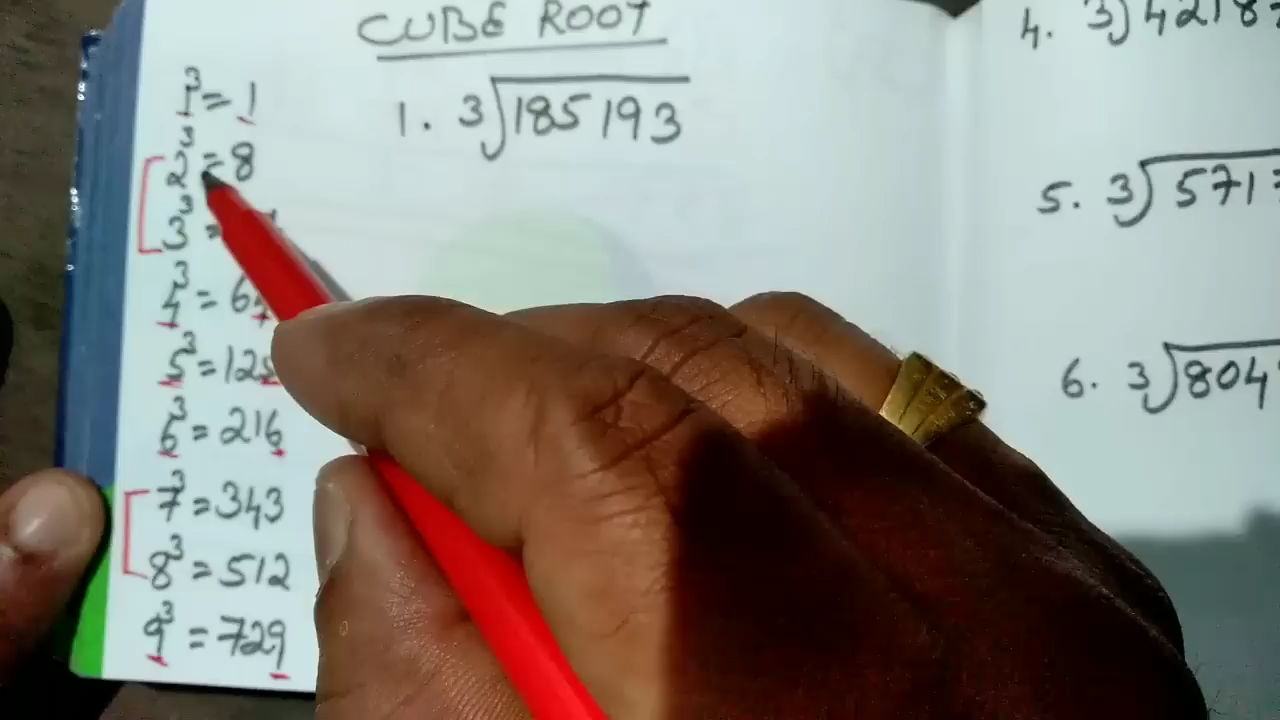 CUBE ROOT
1³ = 1
2³ = 8
3³ =
4³ = 64
5³ = 125
6³ = 216
7³ = 343
8³ = 512
9³ = 729
1. 3√185193
4. 3√4218
5. 3√571
6. 3√804